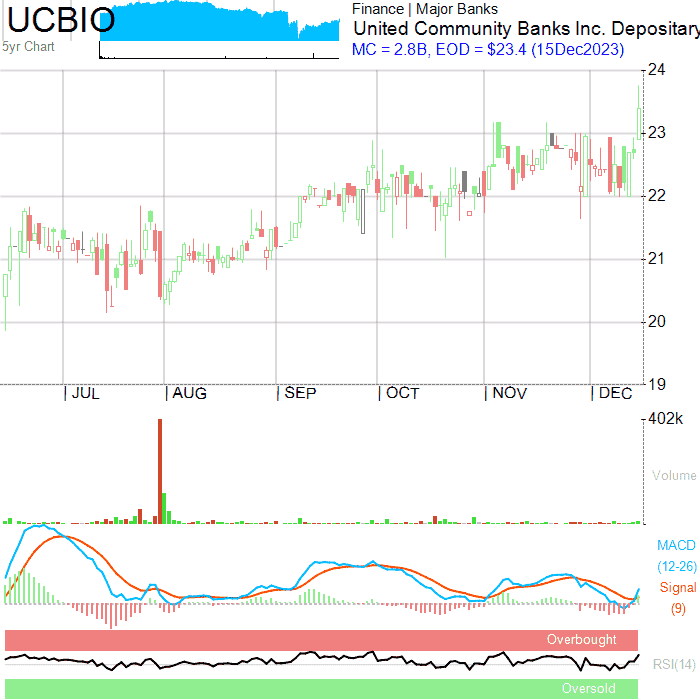 UCBIO
5yr Chart
Finance | Major Banks
United Community Banks Inc. Depositary
MC = 2.8B, EOD = $23.4 (15Dec2023)
24
23
22
21
20
19
| JUL | AUG | SEP | OCT | NOV | DEC
402k
Volume
MACD
(12-26)
Signal
(9)
Overbought
RSI(14)
Oversold